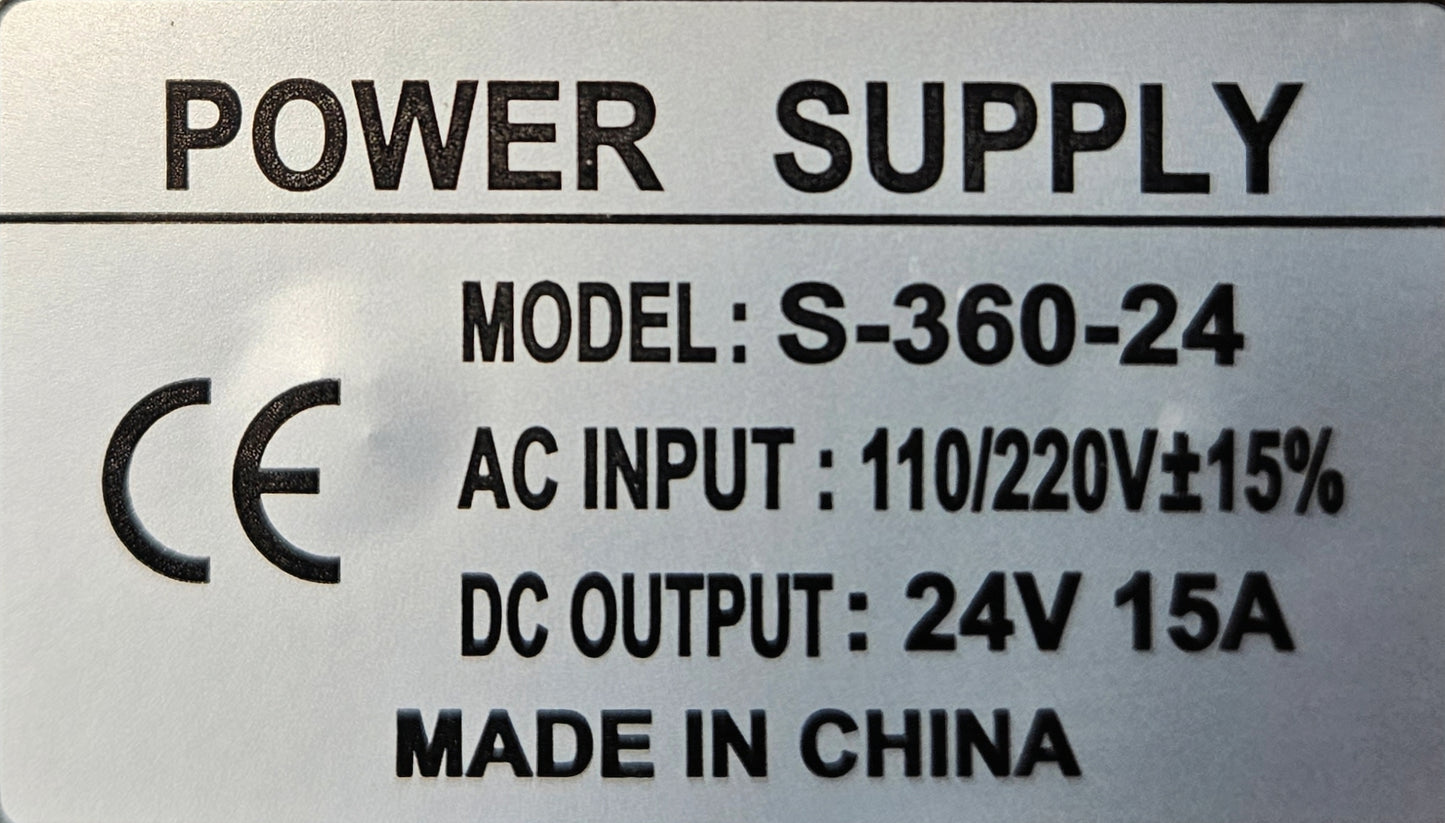 POWER SUPPLY
MODEL: S-360-24
CE
AC INPUT : 110/220V±15%
DC OUTPUT: 24V 15A
MADE IN CHINA